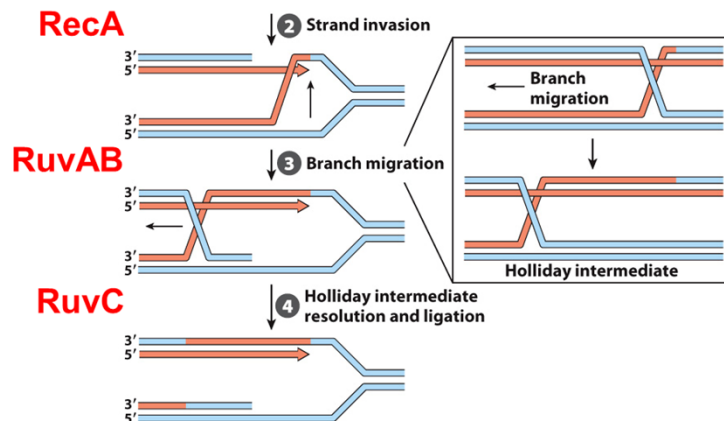 RecA
2 Strand invasion
3′
5′
3′
5′
RuvAB
3 Branch migration
3′
5′
3′
5′
RuvC
4 Holliday intermediate
resolution and ligation
3′
5′
3′
5′
Branch
migration
Holliday intermediate